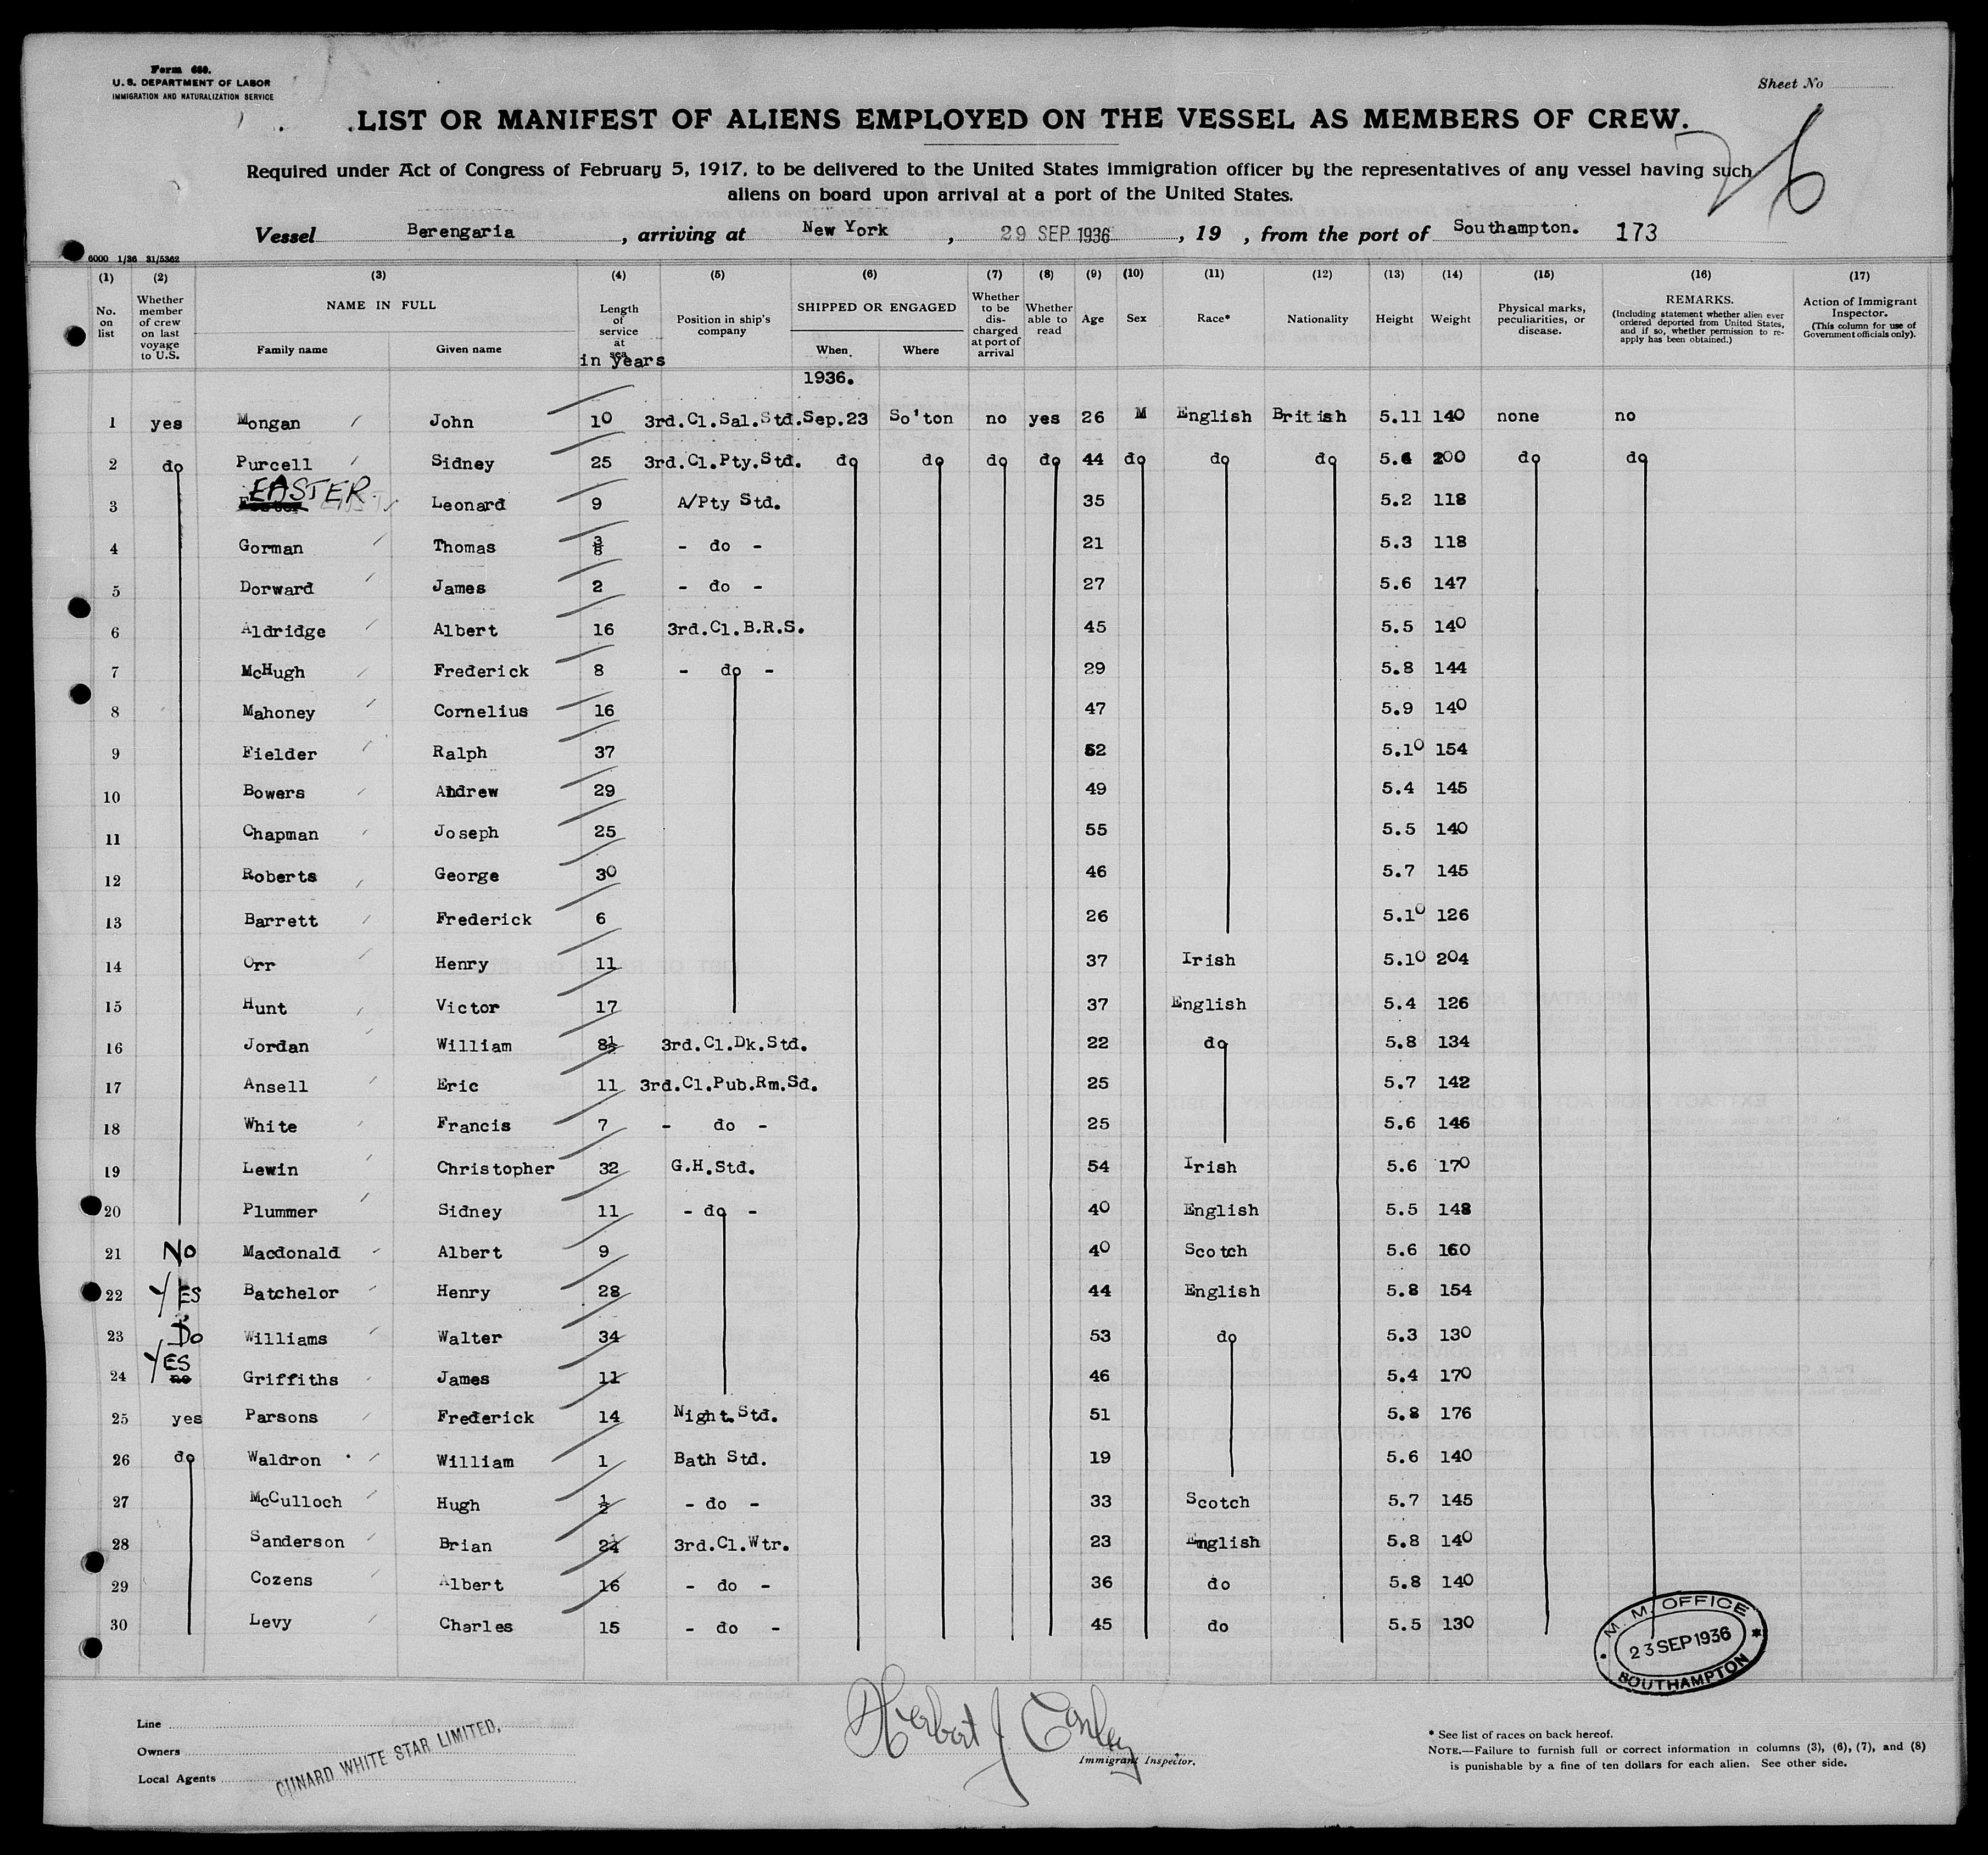 Form 680.
U. S. DEPARTMENT OF LABOR
IMMIGRATION AND NATURALIZATION SERVICE
Sheet No
LIST OR MANIFEST OF ALIENS EMPLOYED ON THE VESSEL AS MEMBERS OF CREW.
26
Required under Act of Congress of February 5, 1917, to be delivered to the United States immigration officer by the representatives of any vessel having such
aliens on board upon arrival at a port of the United States.
Vessel Berengaria, arriving at New York, 29 SEP 1936, 19 , from the port of Southampton. 173
6000 1/36 31/5362
(1) (2) (3) (4) (5) (6) (7) (8) (9) (10) (11) (12) (13) (14) (15) (16) (17)
No. on list
Whether member of crew on last voyage to U.S.
NAME IN FULL
Family name Given name
Length of service at sea
in years
Position in ship's company
SHIPPED OR ENGAGED
When. Where
Whether to be discharged at port of arrival
Whether able to read
Age Sex Race* Nationality Height Weight
Physical marks, peculiarities, or disease.
REMARKS.
(Including statement whether alien ever ordered deported from United States, and if so, whether permission to reapply has been obtained.)
Action of Immigrant Inspector.
(This column for use of Government officials only).
1936.
1 yes Mongan John 10 3rd.Cl.Sal.Std. Sep.23 So'ton no yes 26 M English British 5.11 140 none no
2 do Purcell Sidney 25 3rd.Cl.Pty.Std. do do do do 44 do do do 5.6 200 do do
3 EASTER Leonard 9 A/Pty Std. 35 5.2 118
4 Gorman Thomas 3/8 - do - 21 5.3 118
5 Dorward James 2 - do - 27 5.6 147
6 Aldridge Albert 16 3rd.Cl.B.R.S. 45 5.5 140
7 McHugh Frederick 8 - do - 29 5.8 144
8 Mahoney Cornelius 16 47 5.9 140
9 Fielder Ralph 37 52 5.10 154
10 Bowers Andrew 29 49 5.4 145
11 Chapman Joseph 25 55 5.5 140
12 Roberts George 30 46 5.7 145
13 Barrett Frederick 6 26 5.10 126
14 Orr Henry 11 37 Irish 5.10 204
15 Hunt Victor 17 37 English 5.4 126
16 Jordan William 8½ 3rd.Cl.Dk.Std. 22 do 5.8 134
17 Ansell Eric 11 3rd.Cl.Pub.Rm.Sd. 25 5.7 142
18 White Francis 7 - do - 25 5.6 146
19 Lewin Christopher 32 G.H.Std. 54 Irish 5.6 170
20 Plummer Sidney 11 - do - 40 English 5.5 148
21 NO Macdonald Albert 9 40 Scotch 5.6 160
22 YES Batchelor Henry 28 44 English 5.8 154
23 Do Williams Walter 34 53 do 5.3 130
24 YES no Griffiths James 11 46 5.4 170
25 yes Parsons Frederick 14 Night.Std. 51 5.8 176
26 do Waldron William 1 Bath Std. 19 5.6 140
27 McCulloch Hugh ½ - do - 33 Scotch 5.7 145
28 Sanderson Brian 3rd.Cl.Wtr. 23 English 5.8 140
29 Cozens Albert 16 - do - 36 do 5.8 140
30 Levy Charles 15 - do - 45 do 5.5 130
M. M. OFFICE
23 SEP 1936
SOUTHAMPTON
Line
Owners
Local Agents
CUNARD WHITE STAR LIMITED,
Herbert J Conley
Immigrant Inspector.
* See list of races on back hereof.
NOTE.—Failure to furnish full or correct information in columns (3), (6), (7), and (8)
is punishable by a fine of ten dollars for each alien. See other side.